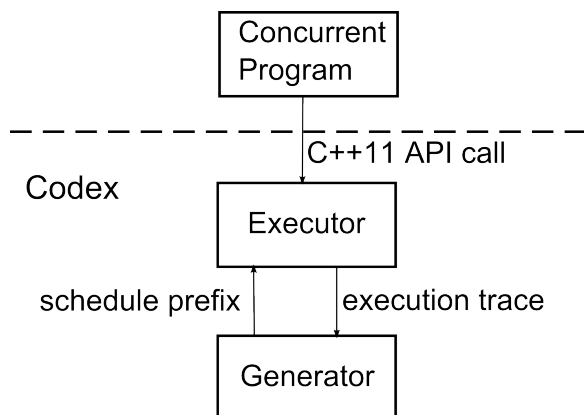 Concurrent
Program
C++11 API call
Codex
Executor
schedule prefix
execution trace
Generator